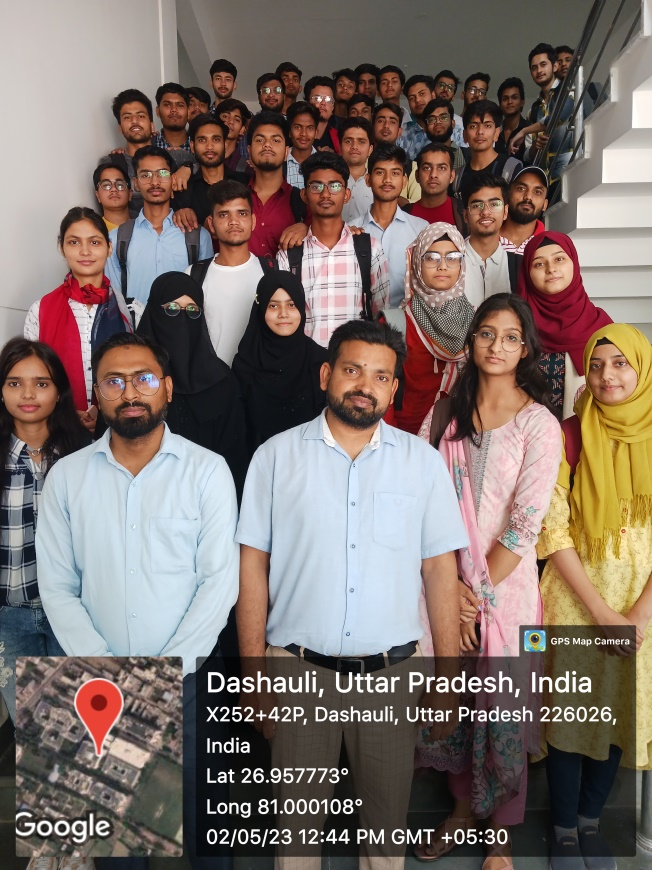 GPS Map Camera
Dashauli, Uttar Pradesh, India
X252+42P, Dashauli, Uttar Pradesh 226026,
India
Lat 26.957773°
Long 81.000108°
02/05/23 12:44 PM GMT +05:30
Google